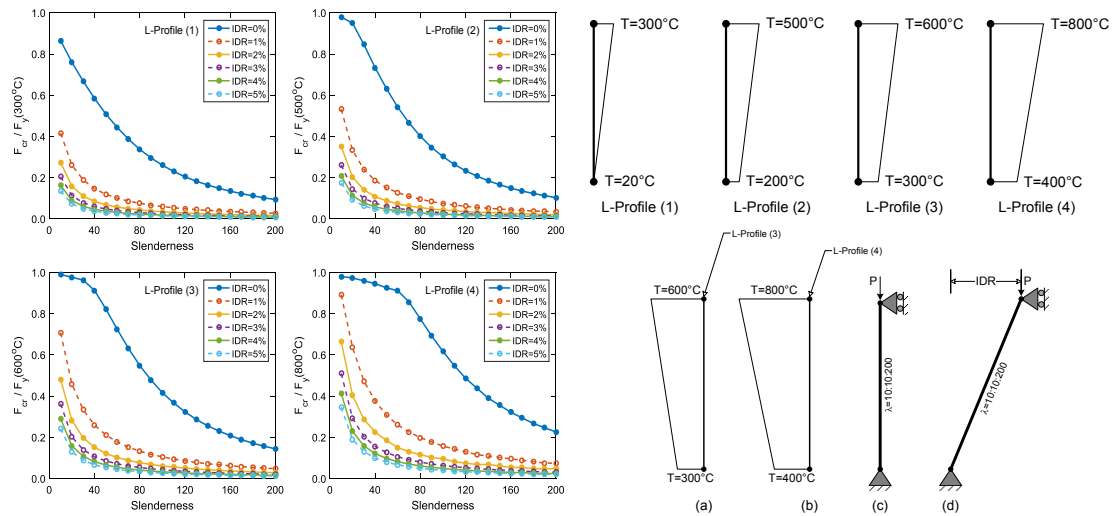 L-Profile (1)
IDR=0%
IDR=1%
IDR=2%
IDR=3%
IDR=4%
IDR=5%
1.0
0.8
0.6
0.4
0.2
0.0
F_cr / F_y(300°C)
0 40 80 120 160 200
Slenderness
L-Profile (2)
IDR=0%
IDR=1%
IDR=2%
IDR=3%
IDR=4%
IDR=5%
1.0
0.8
0.6
0.4
0.2
0.0
F_cr / F_y(500°C)
0 40 80 120 160 200
Slenderness
T=300°C
T=20°C
L-Profile (1)
T=500°C
T=200°C
L-Profile (2)
T=600°C
T=300°C
L-Profile (3)
T=800°C
T=400°C
L-Profile (4)
L-Profile (3)
IDR=0%
IDR=1%
IDR=2%
IDR=3%
IDR=4%
IDR=5%
1.0
0.8
0.6
0.4
0.2
0.0
F_cr / F_y(600°C)
0 40 80 120 160 200
Slenderness
L-Profile (4)
IDR=0%
IDR=1%
IDR=2%
IDR=3%
IDR=4%
IDR=5%
1.0
0.8
0.6
0.4
0.2
0.0
F_cr / F_y(800°C)
0 40 80 120 160 200
Slenderness
L-Profile (3)
T=600°C
T=300°C
(a)
L-Profile (4)
T=800°C
T=400°C
(b)
P
λ=10:10:200
(c)
IDR
P
λ=10:10:200
(d)